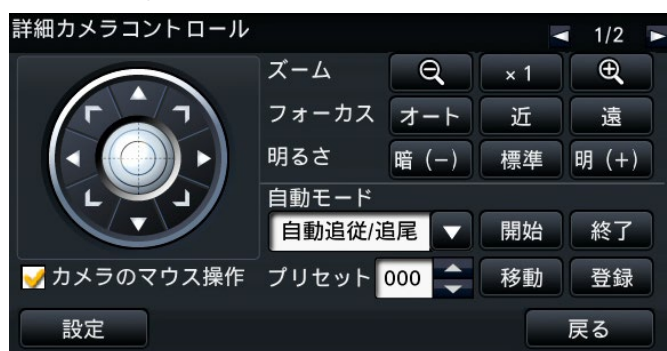 詳細カメラコントロール 1/2
ズーム ×1
フォーカス オート 近 遠
明るさ 暗（−） 標準 明（+）
自動モード
自動追従/追尾 開始 終了
カメラのマウス操作 プリセット 000 移動 登録
設定 戻る